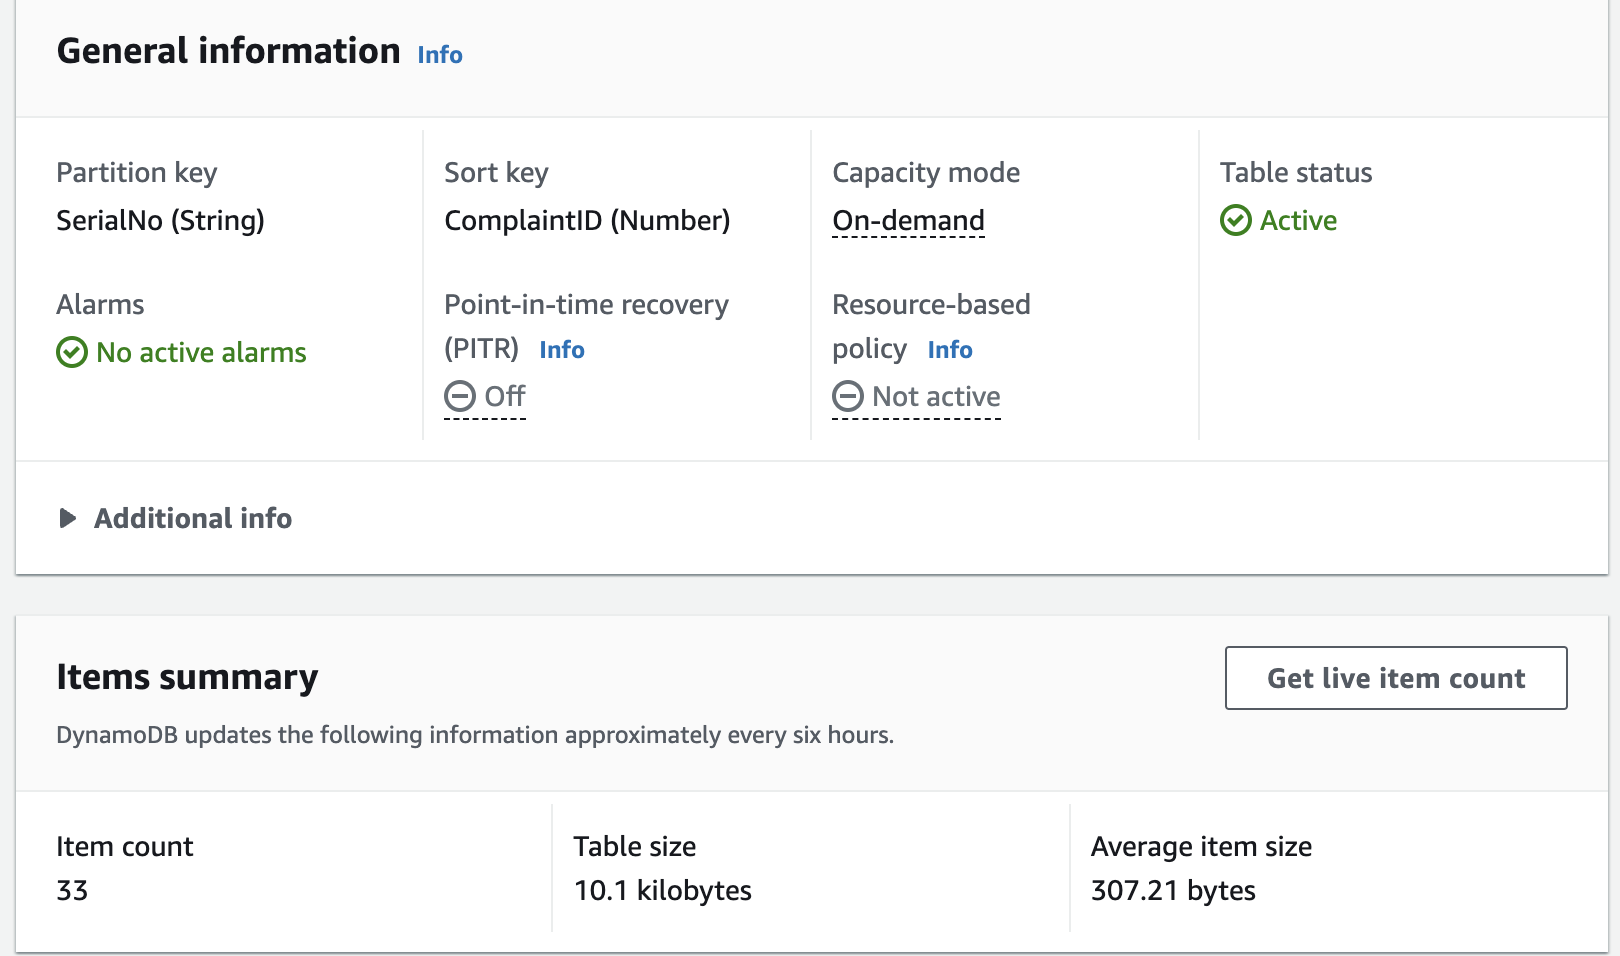 General information Info
Partition key
SerialNo (String)
Sort key
ComplaintID (Number)
Capacity mode
On-demand
Table status
Active
Alarms
No active alarms
Point-in-time recovery
(PITR) Info
Off
Resource-based
policy Info
Not active
Additional info
Items summary
Get live item count
DynamoDB updates the following information approximately every six hours.
Item count
33
Table size
10.1 kilobytes
Average item size
307.21 bytes